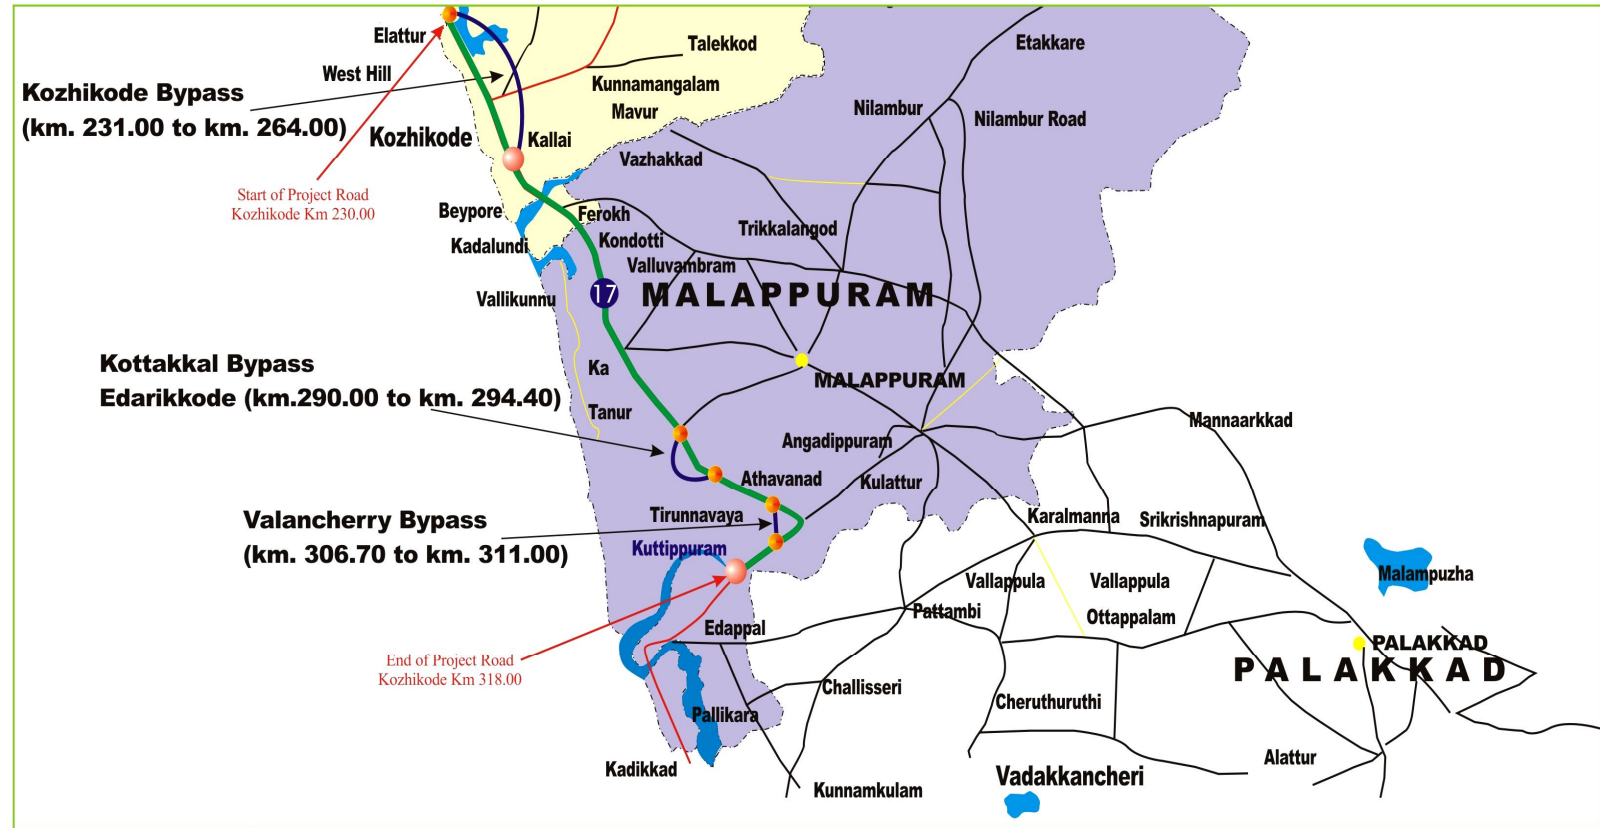 Elattur
Talekkod
Etakkare
West Hill
Kozhikode Bypass
(km. 231.00 to km. 264.00)
Kunnamangalam
Mavur
Nilambur
Nilambur Road
Kozhikode
Kallai
Vazhakkad
Start of Project Road
Kozhikode Km 230.00
Beypore
Ferokh
Trikkalangod
Kadalundi
Kondotti
Valluvambram
Vallikunnu
17
MALAPPURAM
Kottakkal Bypass
Edarikkode (km.290.00 to km. 294.40)
Ka
MALAPPURAM
Tanur
Mannaarkkad
Angadippuram
Athavanad
Kulattur
Valancherry Bypass
(km. 306.70 to km. 311.00)
Tirunnavaya
Karalmanna
Srikrishnapuram
Kuttippuram
Vallappula
Vallappula
Malampuzha
Pattambi
Ottappalam
Edappal
PALAKKAD
PALAKKAD
End of Project Road
Kozhikode Km 318.00
Challisseri
Cheruthuruthi
Pallikara
Kadikkad
Alattur
Vadakkancheri
Kunnamkulam